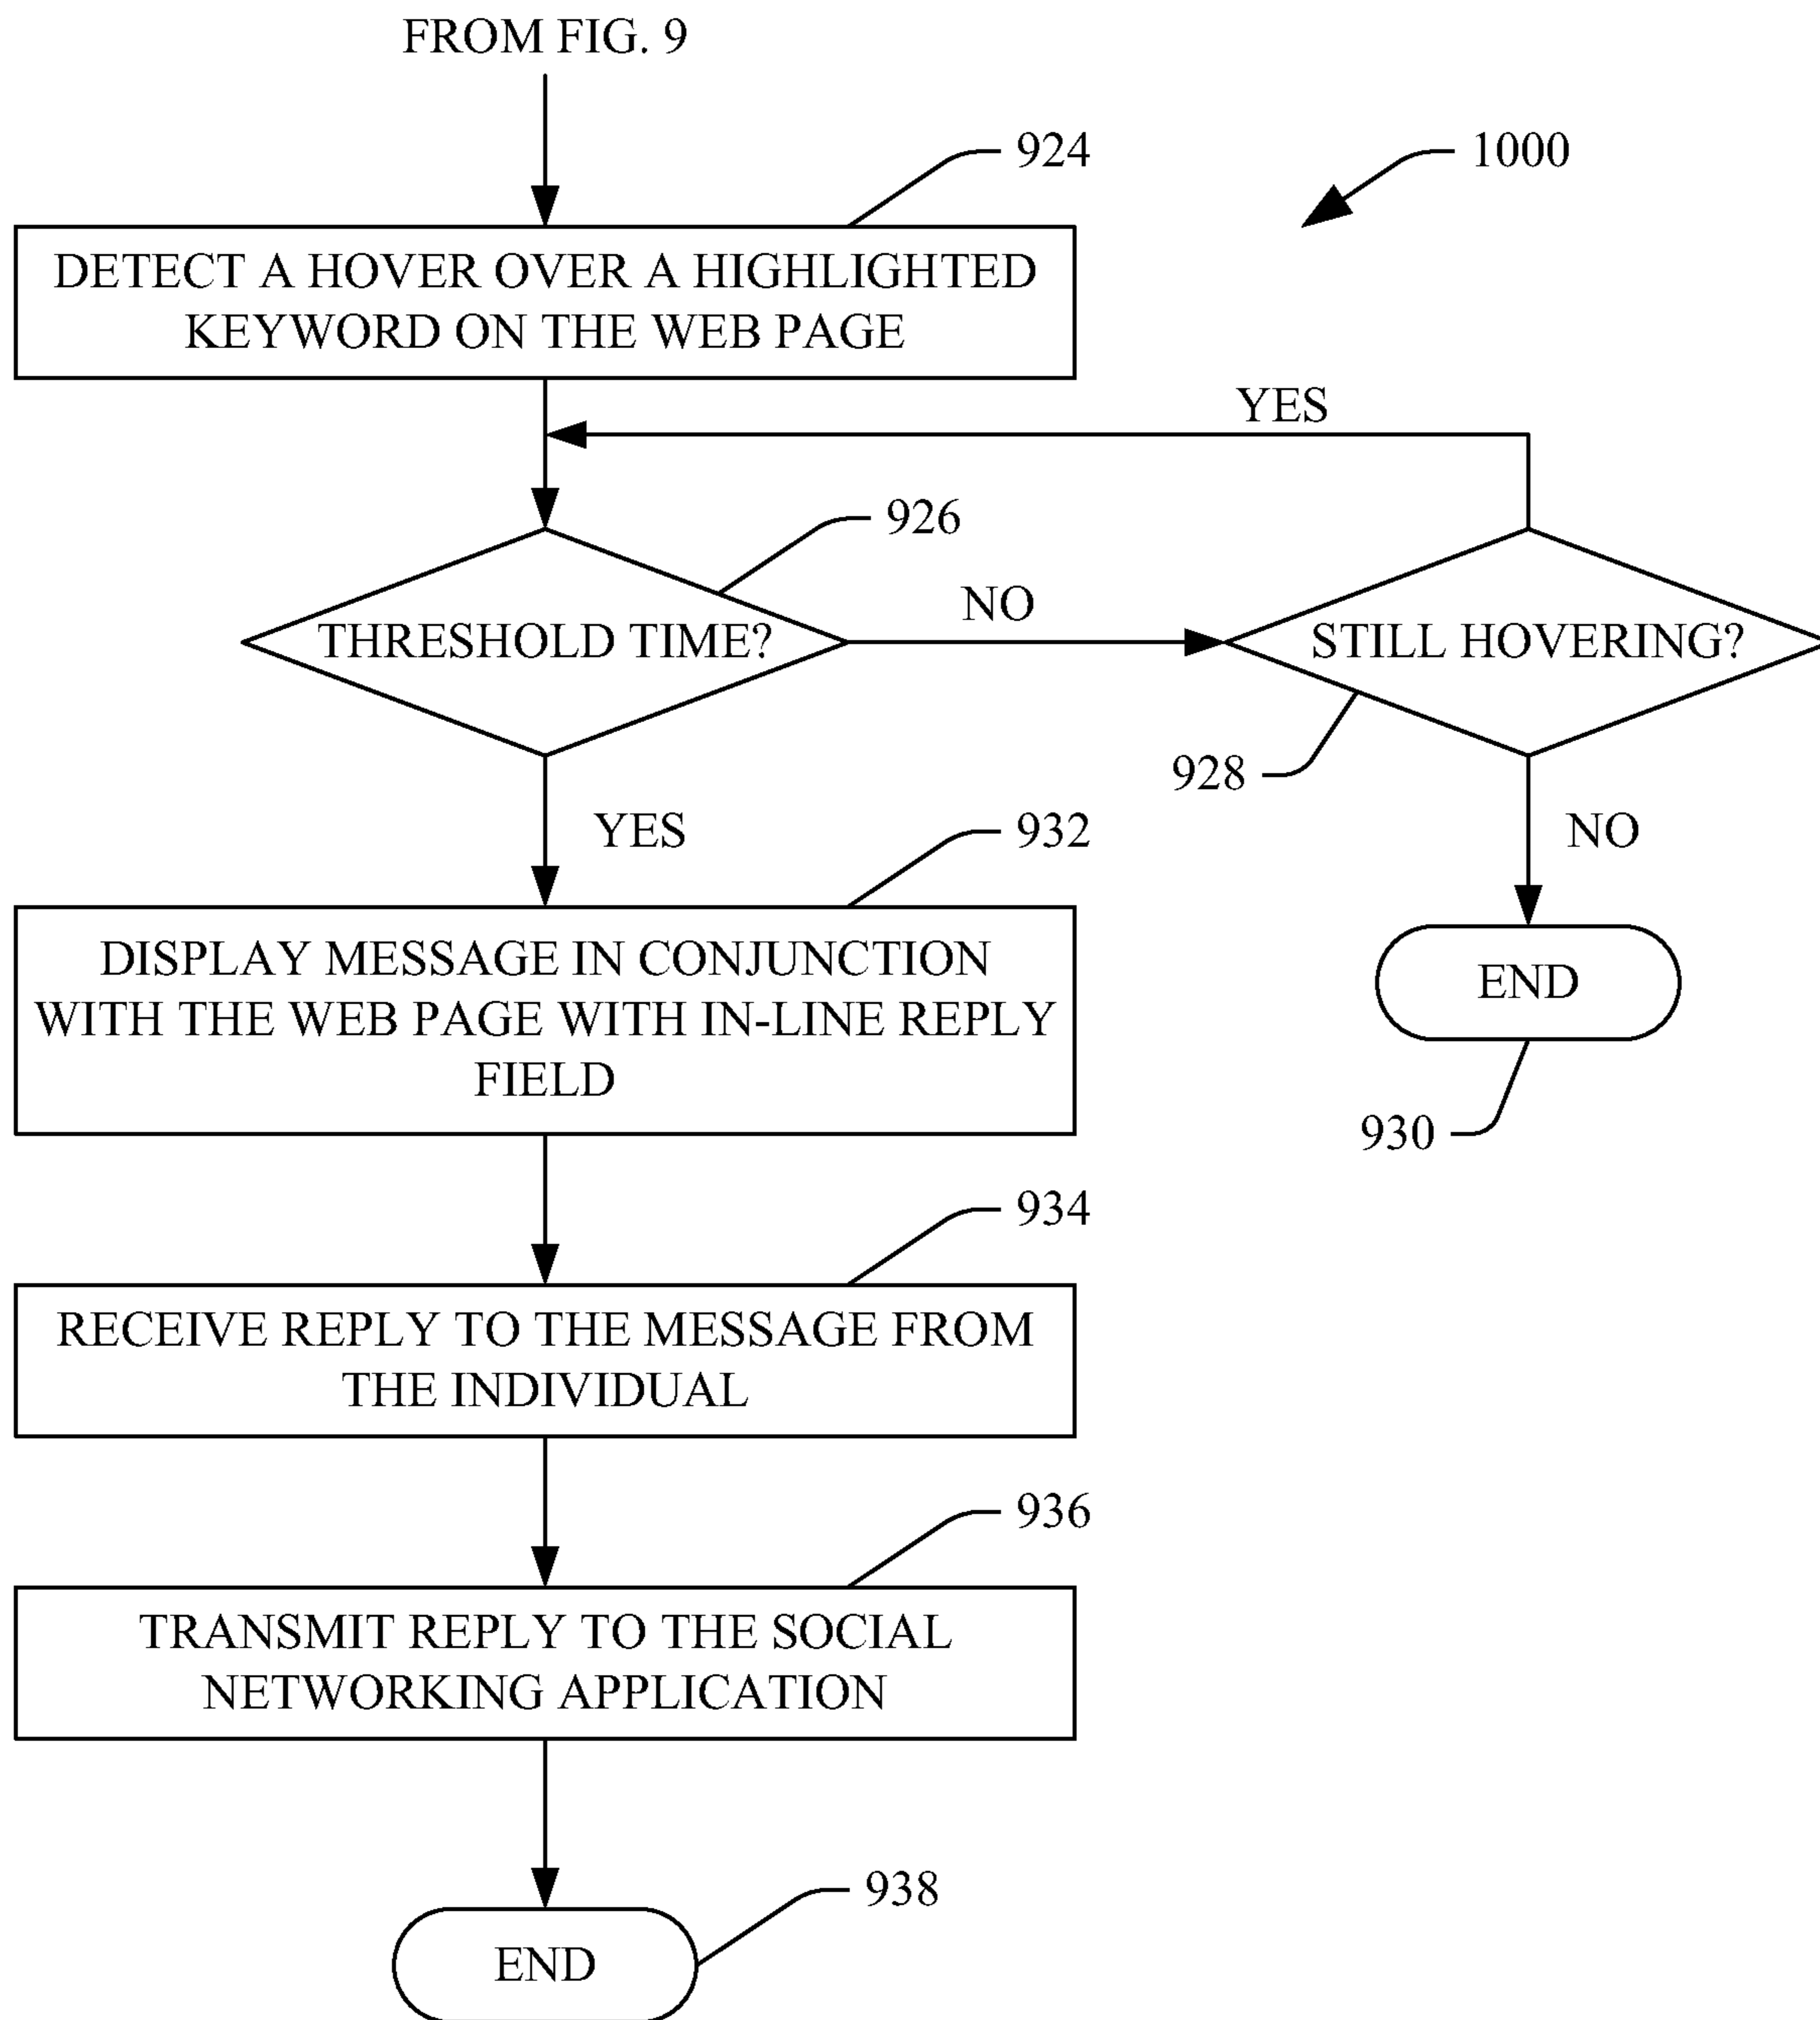 FROM FIG. 9
924
1000
DETECT A HOVER OVER A HIGHLIGHTED
KEYWORD ON THE WEB PAGE
YES
926
THRESHOLD TIME?
NO
STILL HOVERING?
928
YES
932
NO
DISPLAY MESSAGE IN CONJUNCTION
WITH THE WEB PAGE WITH IN-LINE REPLY
FIELD
END
930
934
RECEIVE REPLY TO THE MESSAGE FROM
THE INDIVIDUAL
936
TRANSMIT REPLY TO THE SOCIAL
NETWORKING APPLICATION
938
END